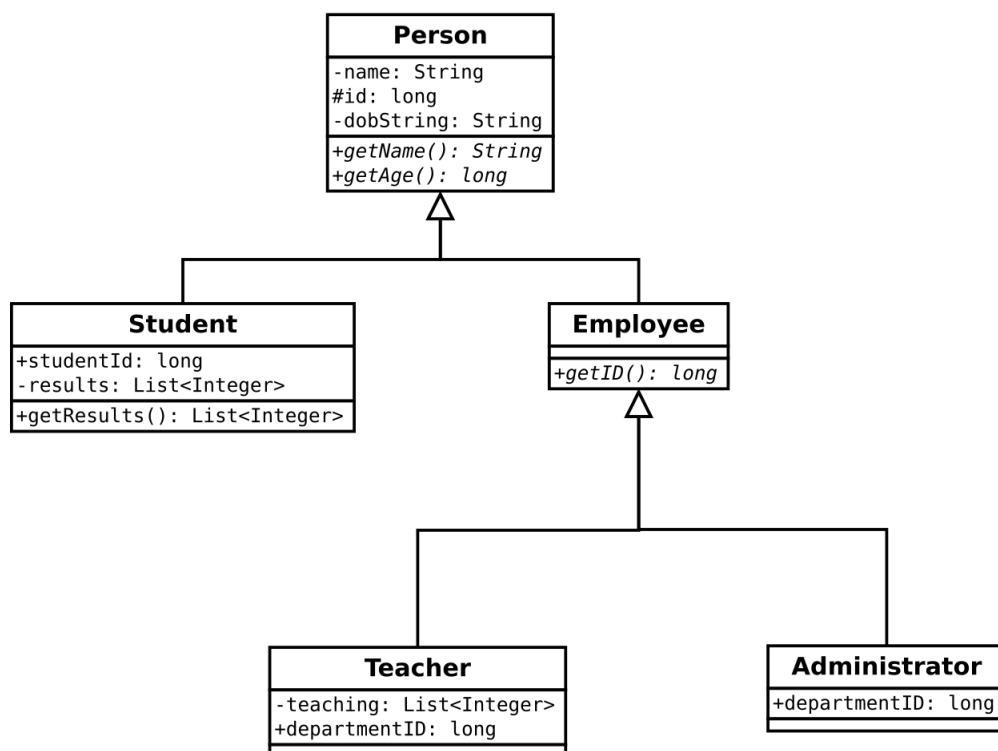 Person
-name: String
#id: long
-dobString: String
+getName(): String
+getAge(): long
Student
+studentId: long
-results: List<Integer>
+getResults(): List<Integer>
Employee
+getID(): long
Teacher
-teaching: List<Integer>
+departmentID: long
Administrator
+departmentID: long